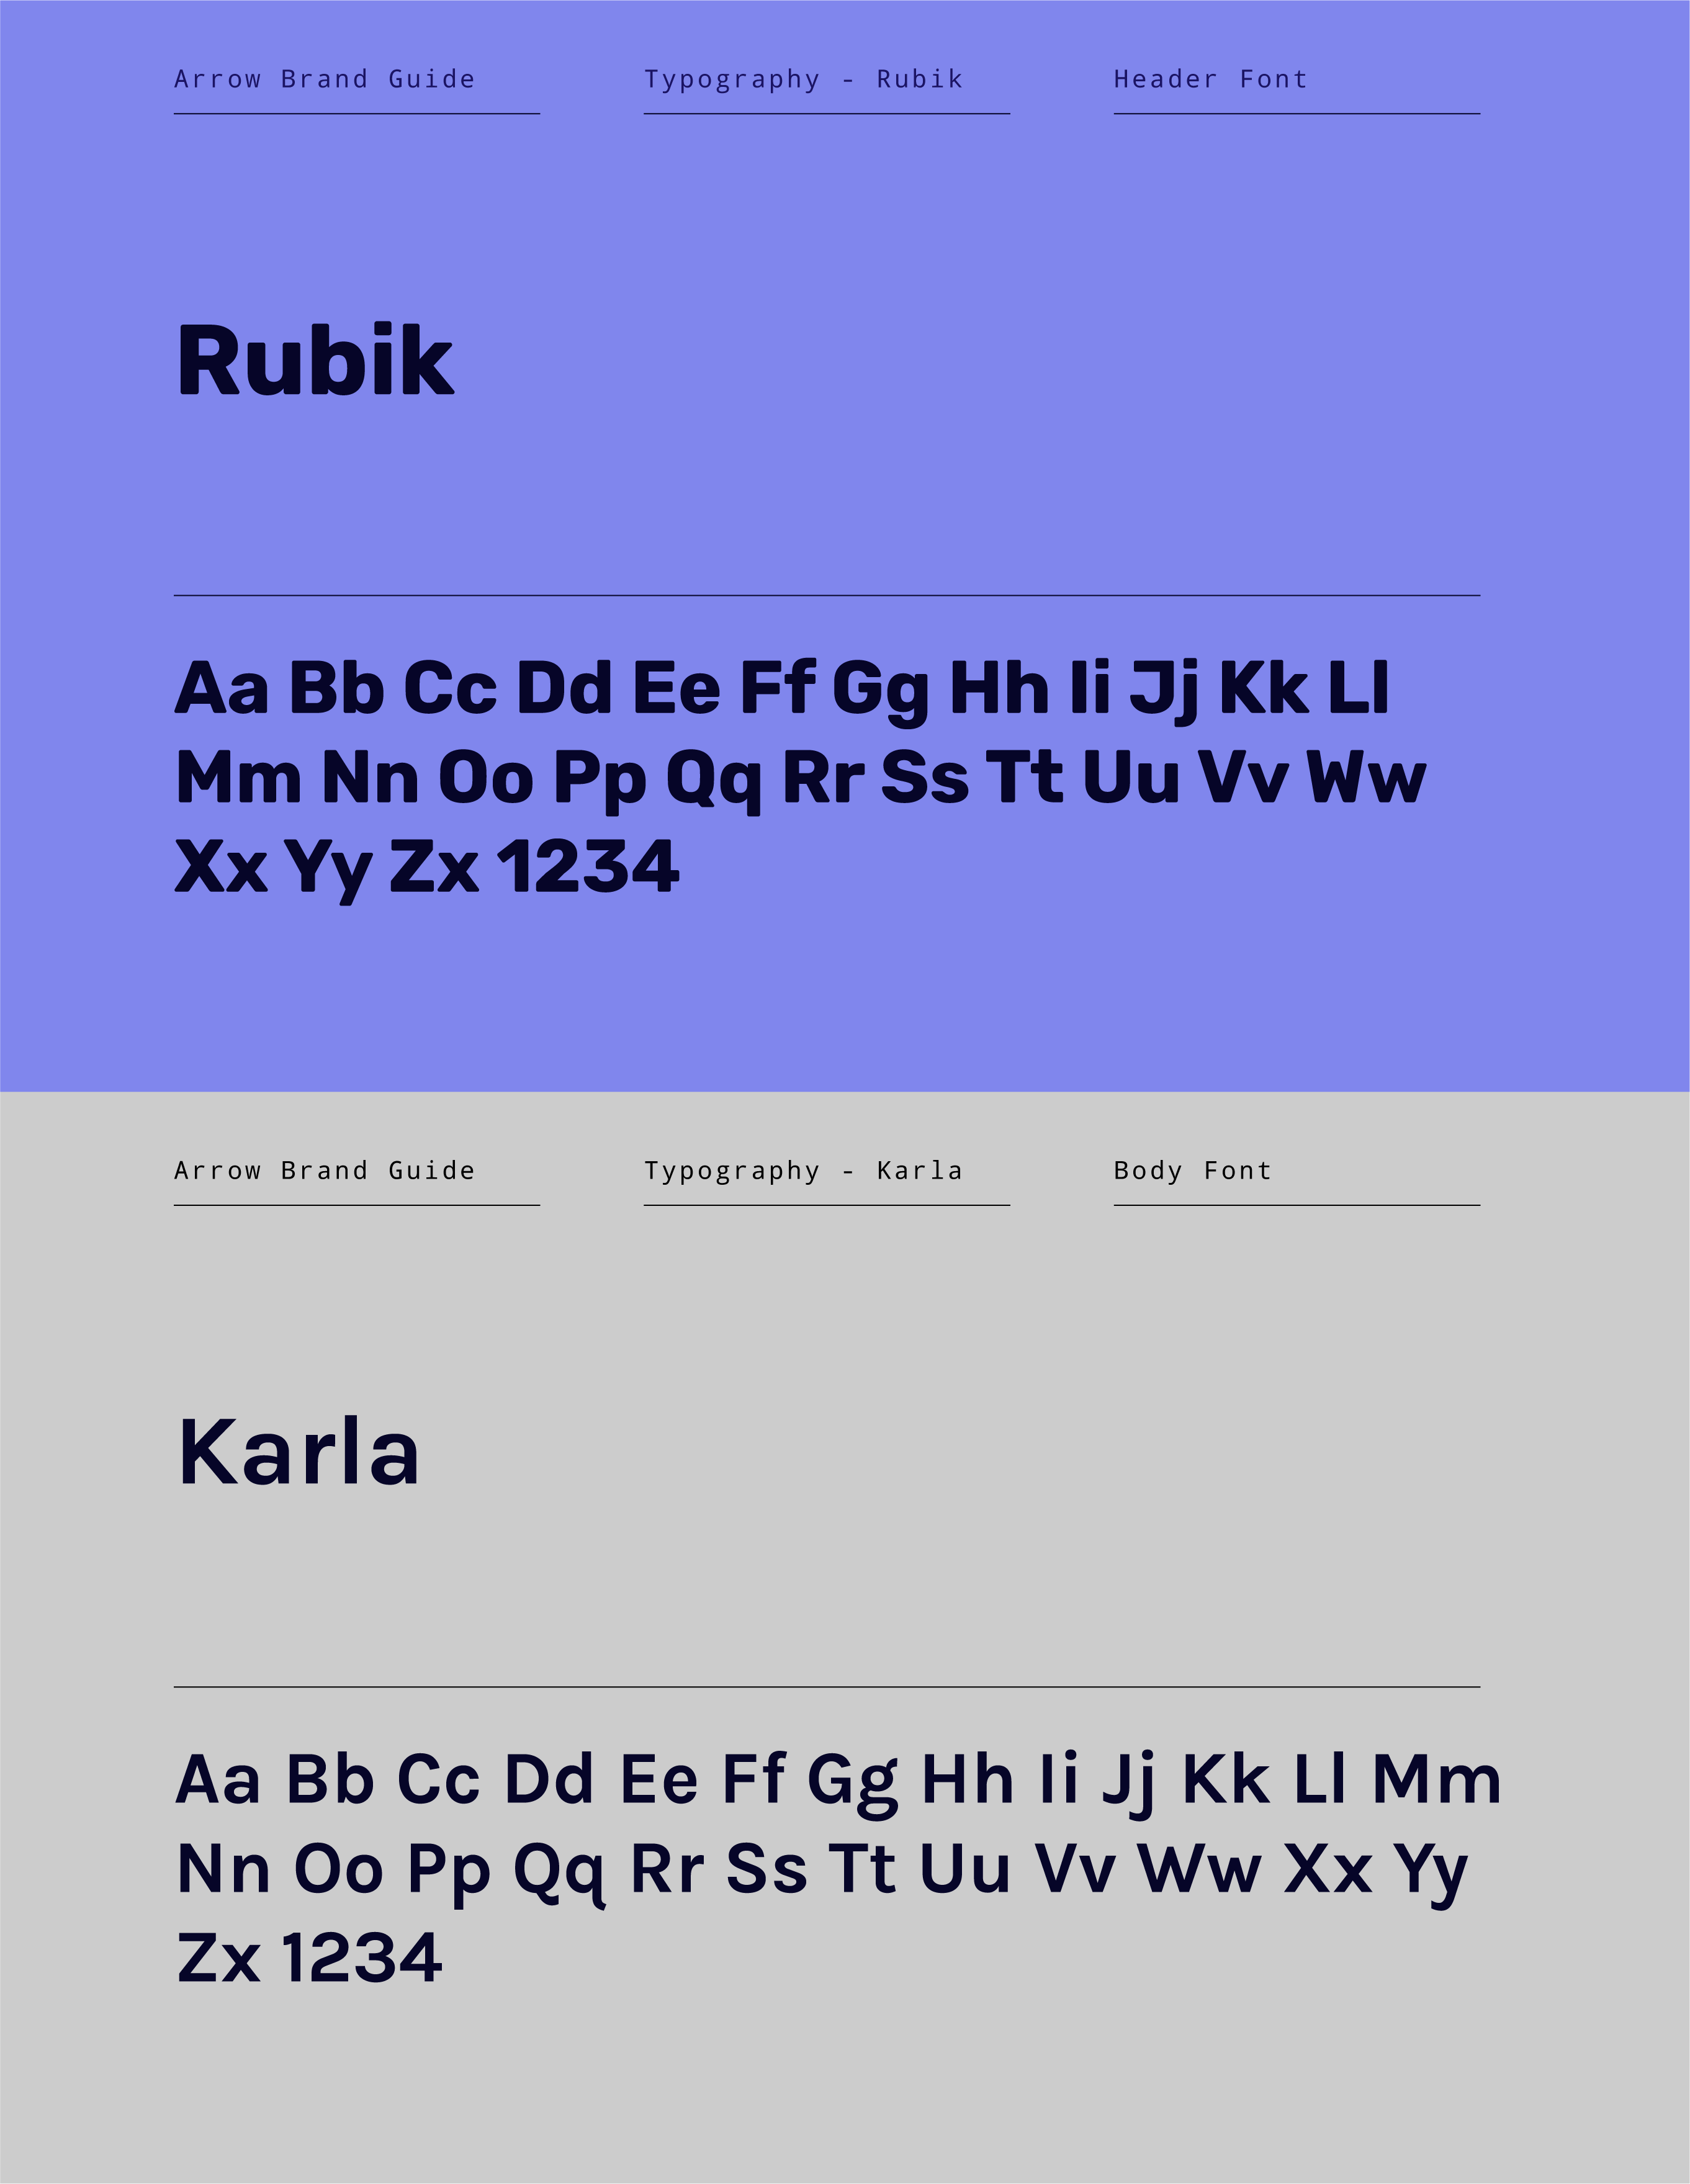 Arrow Brand Guide
Typography - Rubik
Header Font
Rubik
Aa Bb Cc Dd Ee Ff Gg Hh Ii Jj Kk Ll
Mm Nn Oo Pp Qq Rr Ss Tt Uu Vv Ww
Xx Yy Zx 1234
Arrow Brand Guide
Typography - Karla
Body Font
Karla
Aa Bb Cc Dd Ee Ff Gg Hh Ii Jj Kk Ll Mm
Nn Oo Pp Qq Rr Ss Tt Uu Vv Ww Xx Yy
Zx 1234